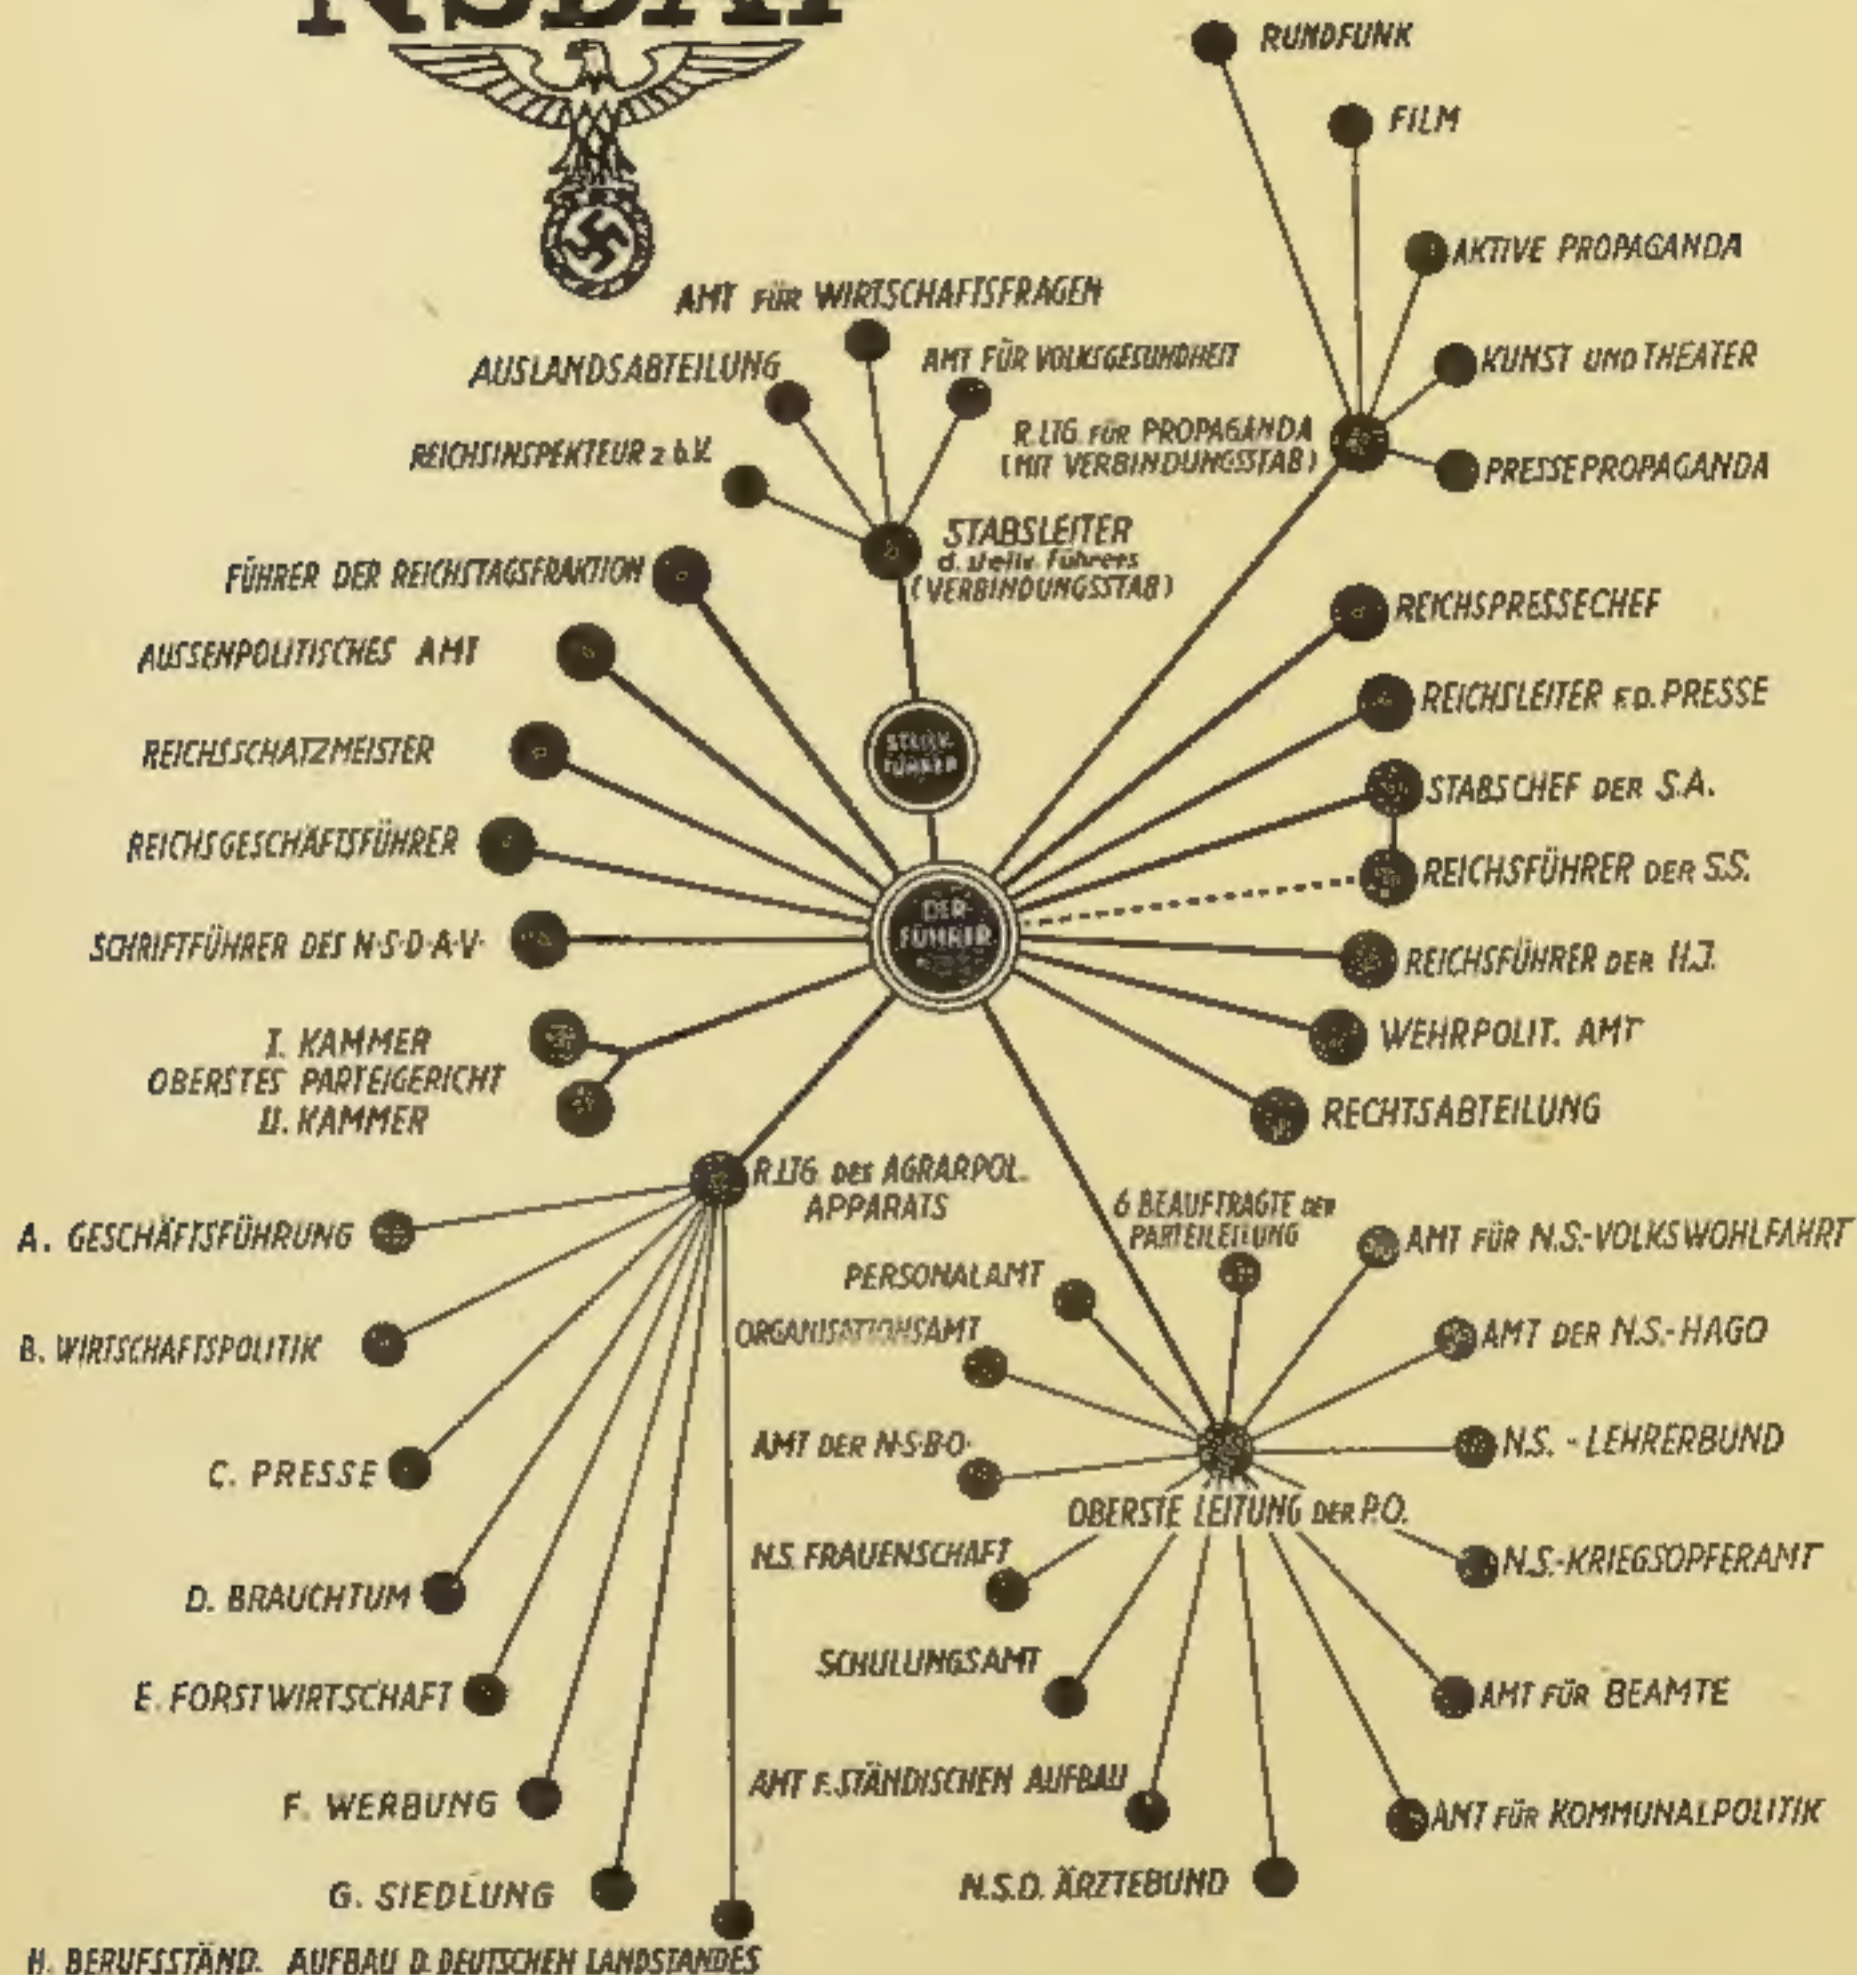 NSDAP
RUNDFUNK
FILM
AKTIVE PROPAGANDA
KUNST UND THEATER
PRESSEPROPAGANDA
R.LTG. FÜR PROPAGANDA
(MIT VERBINDUNGSSTAB)
AMT FÜR WIRTSCHAFTSFRAGEN
AUSLANDSABTEILUNG
AMT FÜR VOLKSGESUNDHEIT
REICHSINSPEKTEUR z.b.V.
STABSLEITER
d. stellv. Führers
(VERBINDUNGSSTAB)
FÜHRER DER REICHSTAGSFRAKTION
AUSSENPOLITISCHES AMT
REICHSSCHATZMEISTER
REICHSGESCHÄFTSFÜHRER
SCHRIFTFÜHRER DES N·S·D·A·V·
I. KAMMER
OBERSTES PARTEIGERICHT
II. KAMMER
FÜHRER
DER
FÜHRER
REICHSPRESSECHEF
REICHSLEITER F.D. PRESSE
STABSCHEF DER S.A.
REICHSFÜHRER DER S.S.
REICHSFÜHRER DER H.J.
WEHRPOLIT. AMT
RECHTSABTEILUNG
R.LTG. DES AGRARPOL.
APPARATS
A. GESCHÄFTSFÜHRUNG
B. WIRTSCHAFTSPOLITIK
C. PRESSE
D. BRAUCHTUM
E. FORSTWIRTSCHAFT
F. WERBUNG
G. SIEDLUNG
H. BERUFSSTÄND. AUFBAU D. DEUTSCHEN LANDSTANDES
6 BEAUFTRAGTE DER
PARTEILEITUNG
PERSONALAMT
ORGANISATIONSAMT
AMT DER N·S·B·O·
OBERSTE LEITUNG DER P.O.
N.S. FRAUENSCHAFT
SCHULUNGSAMT
AMT F. STÄNDISCHEN AUFBAU
N.S.D. ÄRZTEBUND
AMT FÜR N.S.-VOLKSWOHLFAHRT
AMT DER N.S.-HAGO
N.S. - LEHRERBUND
N.S.-KRIEGSOPFERAMT
AMT FÜR BEAMTE
AMT FÜR KOMMUNALPOLITIK